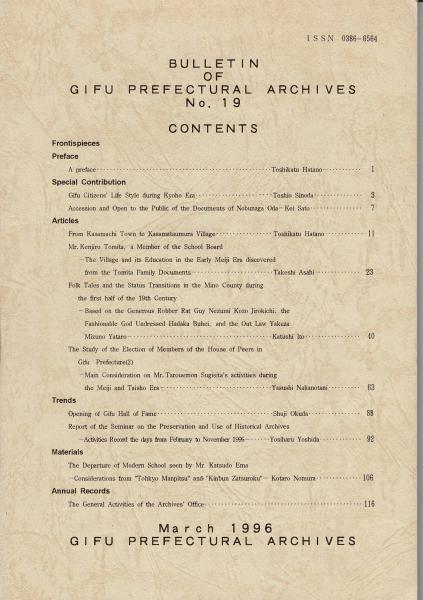 ISSN 0386-6564
BULLETIN
OF
GIFU PREFECTURAL ARCHIVES
No. 19
CONTENTS
Frontispieces
Preface
A preface Toshikatu Hatano 1
Special Contribution
Gifu Citizens' Life Style during Kyoho Era Toshio Sinoda 3
Accession and Open to the Public of the Documents of Nobunaga Oda Kei Sato 7
Articles
From Kasamachi Town to Kasamatsumura Village Toshikatu Hatano 11
Mr. Kenjiro Tomita, a Member of the School Board
-The Village and its Education in the Early Meiji Era discovered
from the Tomita Family Documents Takeshi Asahi 23
Folk Tales and the Status Transitions in the Mino County during
the first half of the 19th Century
-Based on the Generous Robber Rat Guy Nezumi Kozo Jirokichi, the
Fashionable God Undressed Hadaka Buhei, and the Out Law Yakuza
Mizuno Yataro Katushi Ito 40
The Study of the Election of Members of the House of Peers in
Gifu Prefecture(2)
-Main Consideration on Mr. Tarouemon Sugisita's activities during
the Meiji and Taisho Era Yasushi Nakanotani 63
Trends
Opening of Gifu Hall of Fame Shuji Okuda 88
Report of the Seminar on the Preservation and Use of Historical Archives
-Activities Record the days from February to November 1995 Yosiharu Yoshida 92
Materials
The Departure of Modern School seen by Mr. Katsudo Ema
-Considerations from "Tohkyo Manpitsu" and "Kinbun Zatsuroku" Kotaro Nomura 106
Annual Records
The General Activities of the Archives' Office 116
March 1996
GIFU PREFECTURAL ARCHIVES